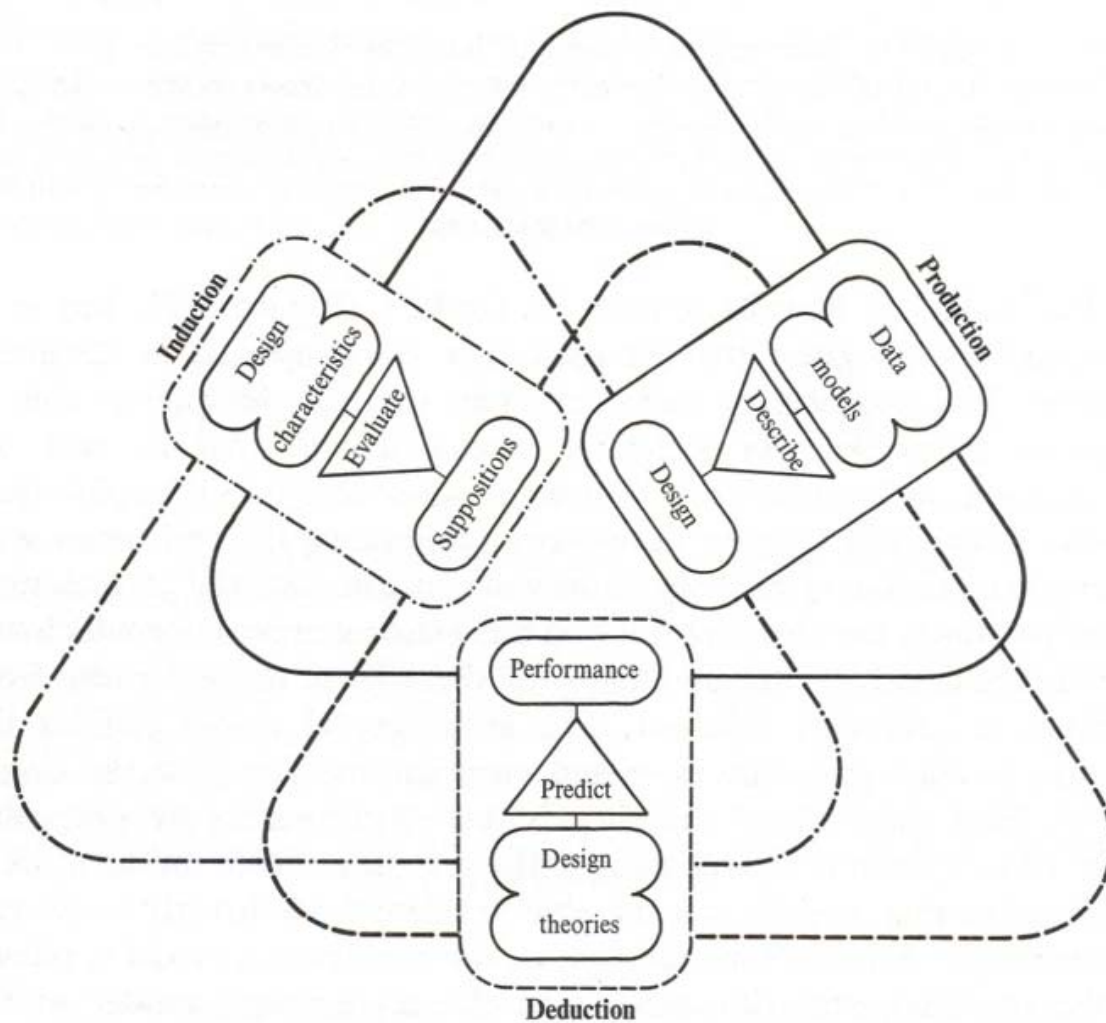 Induction
Design
characteristics
Evaluate
Suppositions
Production
Data
models
Describe
Design
Performance
Predict
Design
theories
Deduction